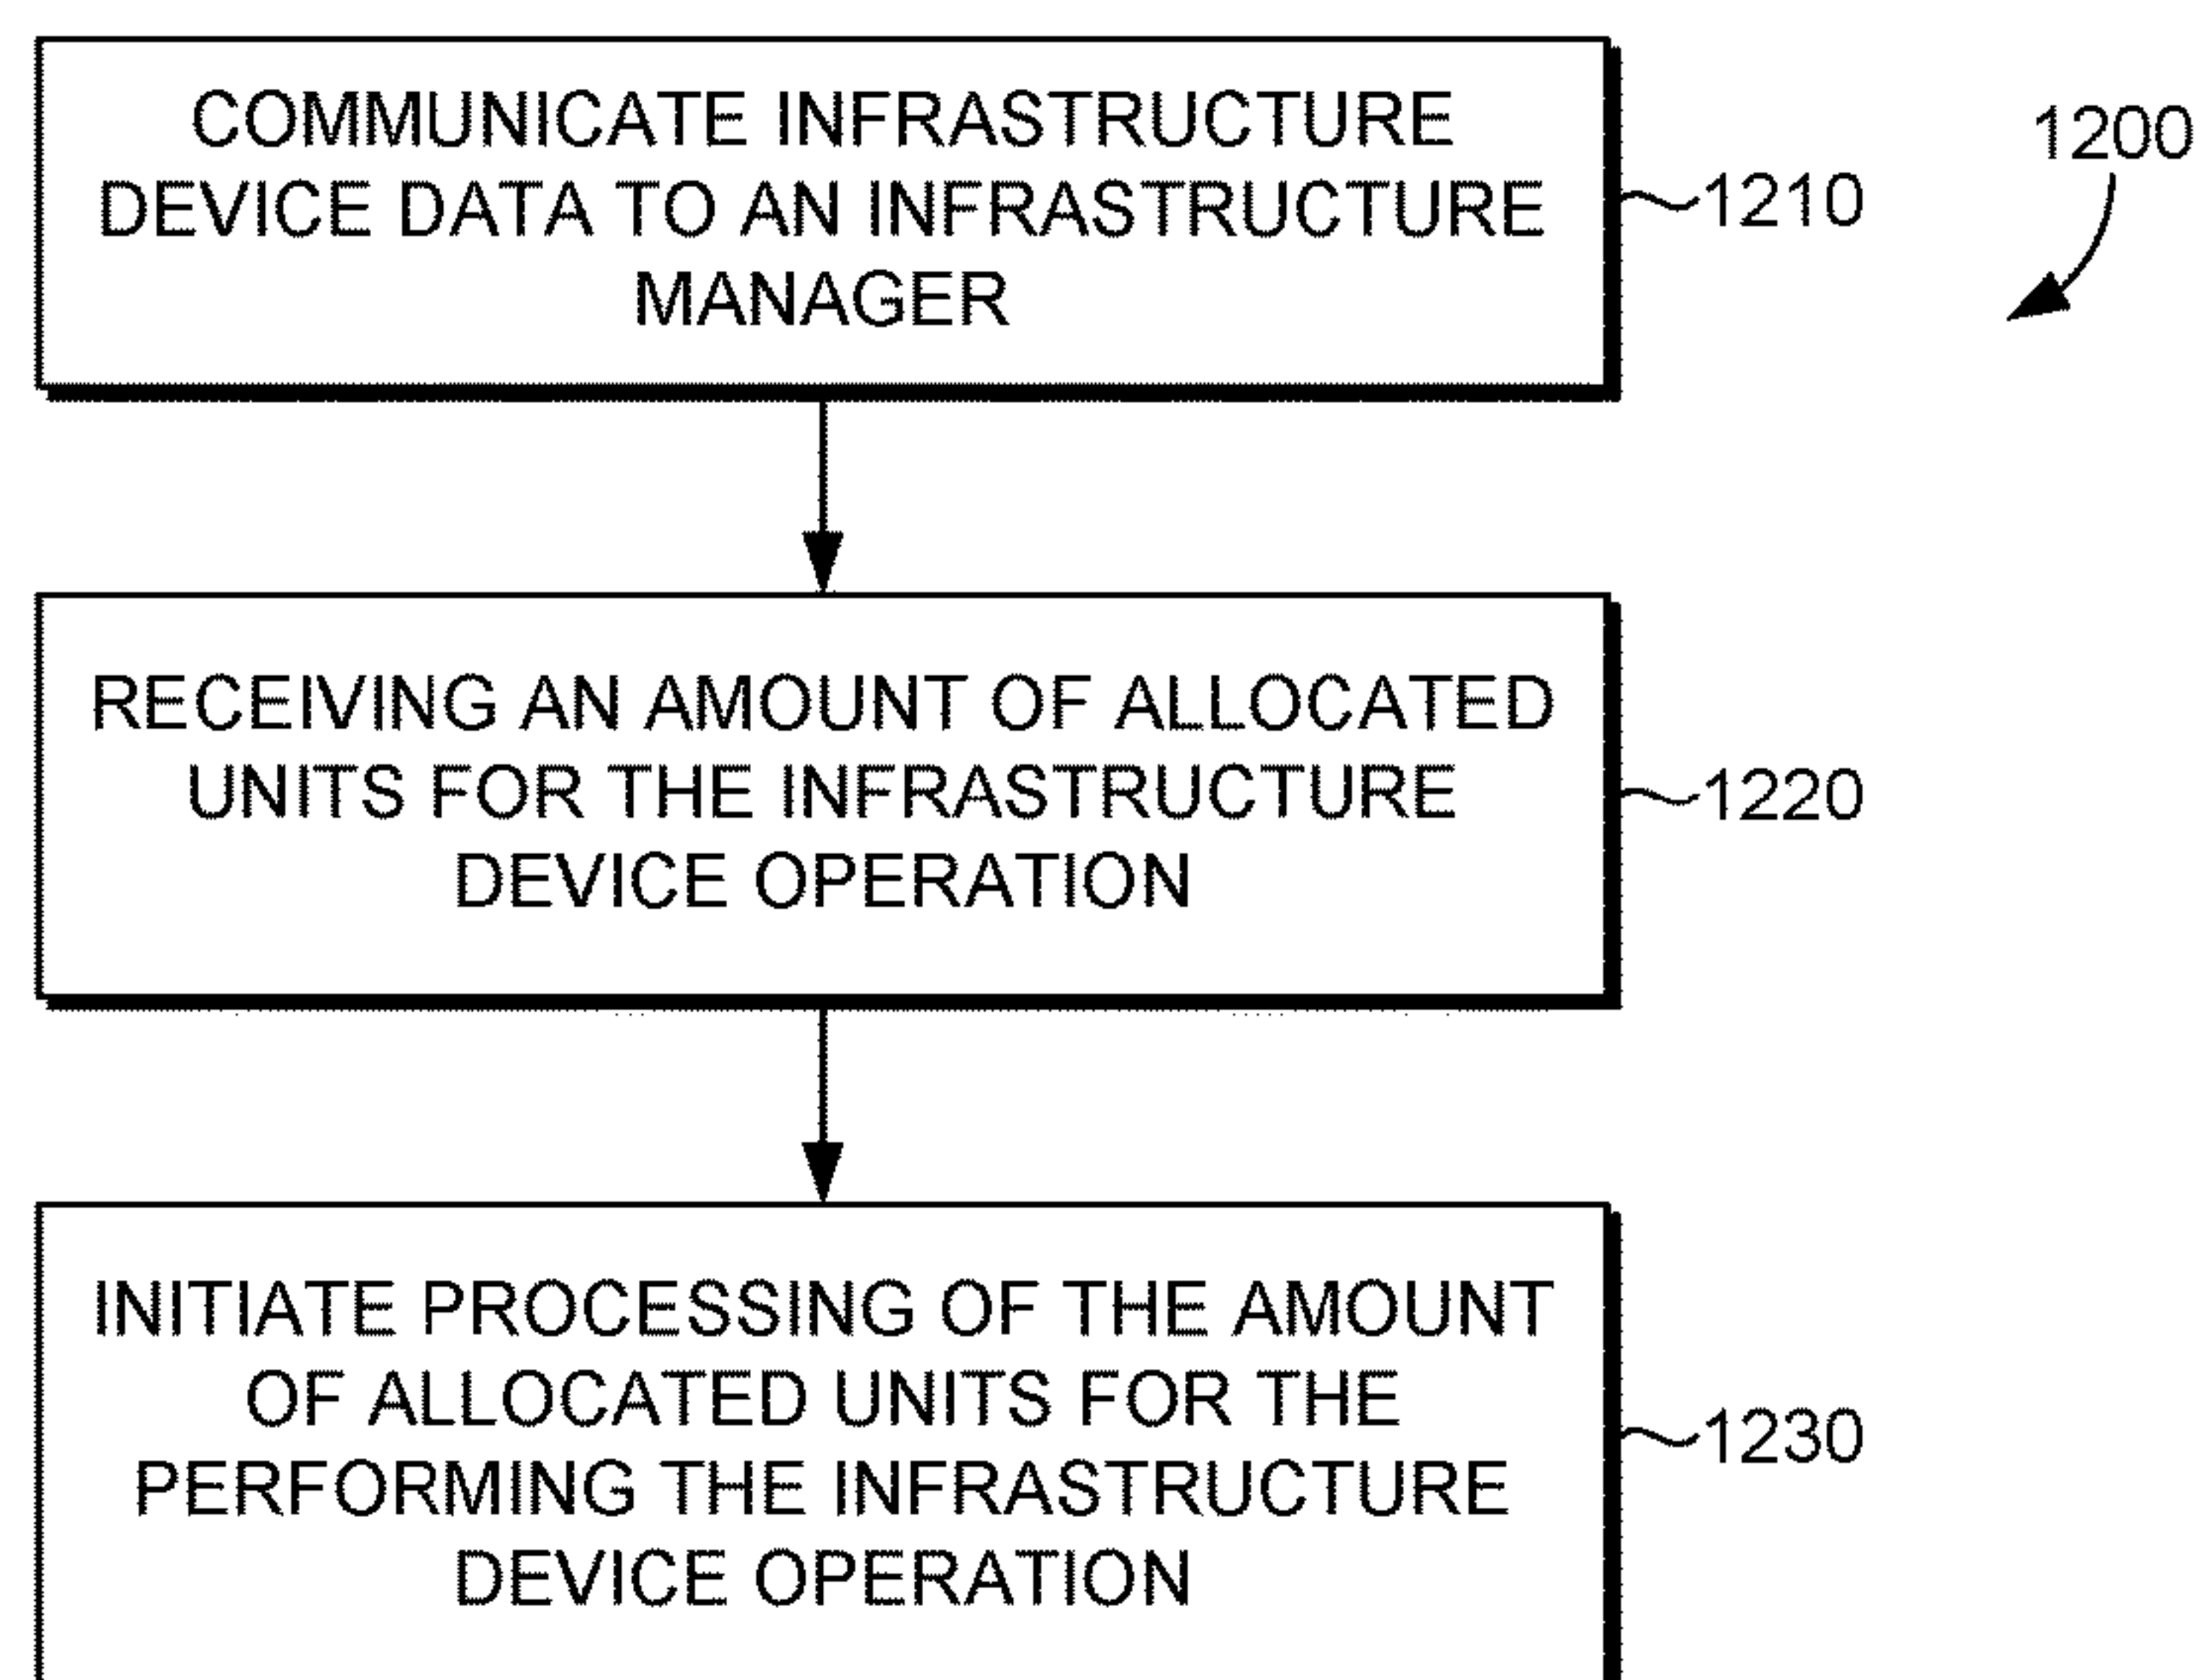 COMMUNICATE INFRASTRUCTURE
DEVICE DATA TO AN INFRASTRUCTURE
MANAGER
1210
1200
RECEIVING AN AMOUNT OF ALLOCATED
UNITS FOR THE INFRASTRUCTURE
DEVICE OPERATION
1220
INITIATE PROCESSING OF THE AMOUNT
OF ALLOCATED UNITS FOR THE
PERFORMING THE INFRASTRUCTURE
DEVICE OPERATION
1230